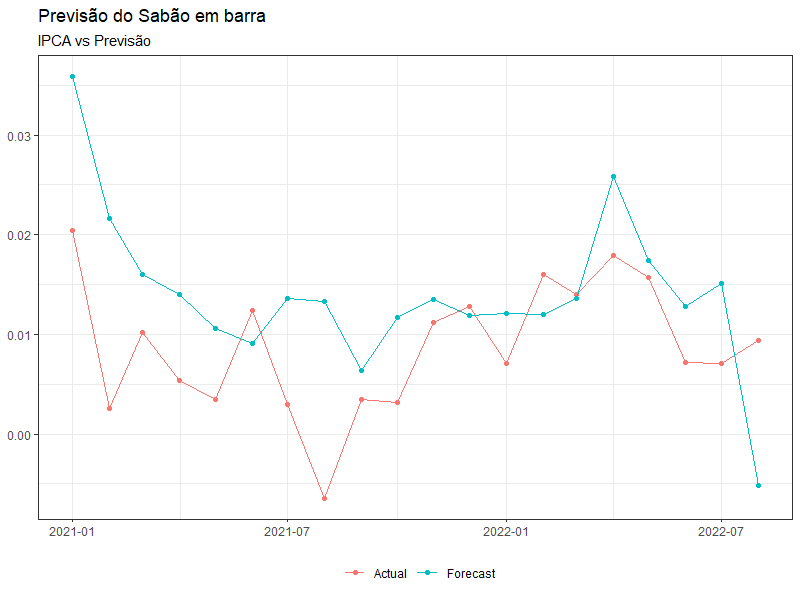 Previsão do Sabão em barra
IPCA vs Previsão
0.03
0.02
0.01
0.00
2021-01 2021-07 2022-01 2022-07
Actual Forecast